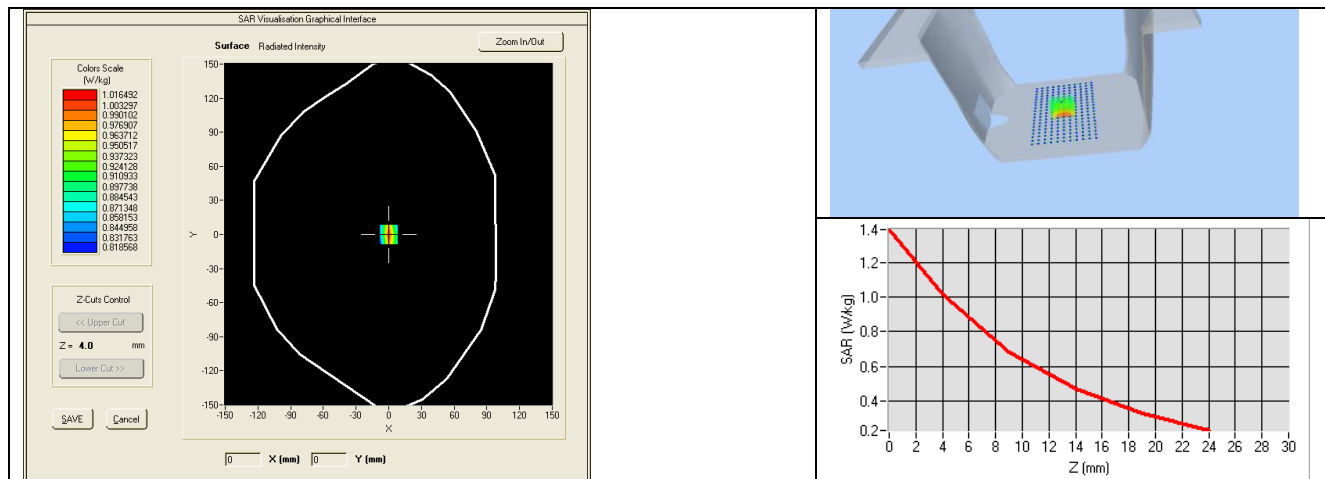 SAR Visualisation Graphical Interface
Surface Radiated Intensity
Zoom In/Out
Colors Scale
(W/kg)
1.016492
1.003297
0.990102
0.976907
0.963712
0.950517
0.937323
0.924128
0.910933
0.897738
0.884543
0.871348
0.858153
0.844958
0.831763
0.818568
Z-Cuts Control
<< Upper Cut
Z = 4.0 mm
Lower Cut >>
SAVE Cancel
150
120
90
60
30
0
-30
-60
-90
-120
-150
Y
-150 -120 -90 -60 -30 0 30 60 90 120 150
X
0 X (mm) 0 Y (mm)
SAR (W/kg)
1.4
1.2
1.0
0.8
0.6
0.4
0.2
0 2 4 6 8 10 12 14 16 18 20 22 24 26 28 30
Z (mm)